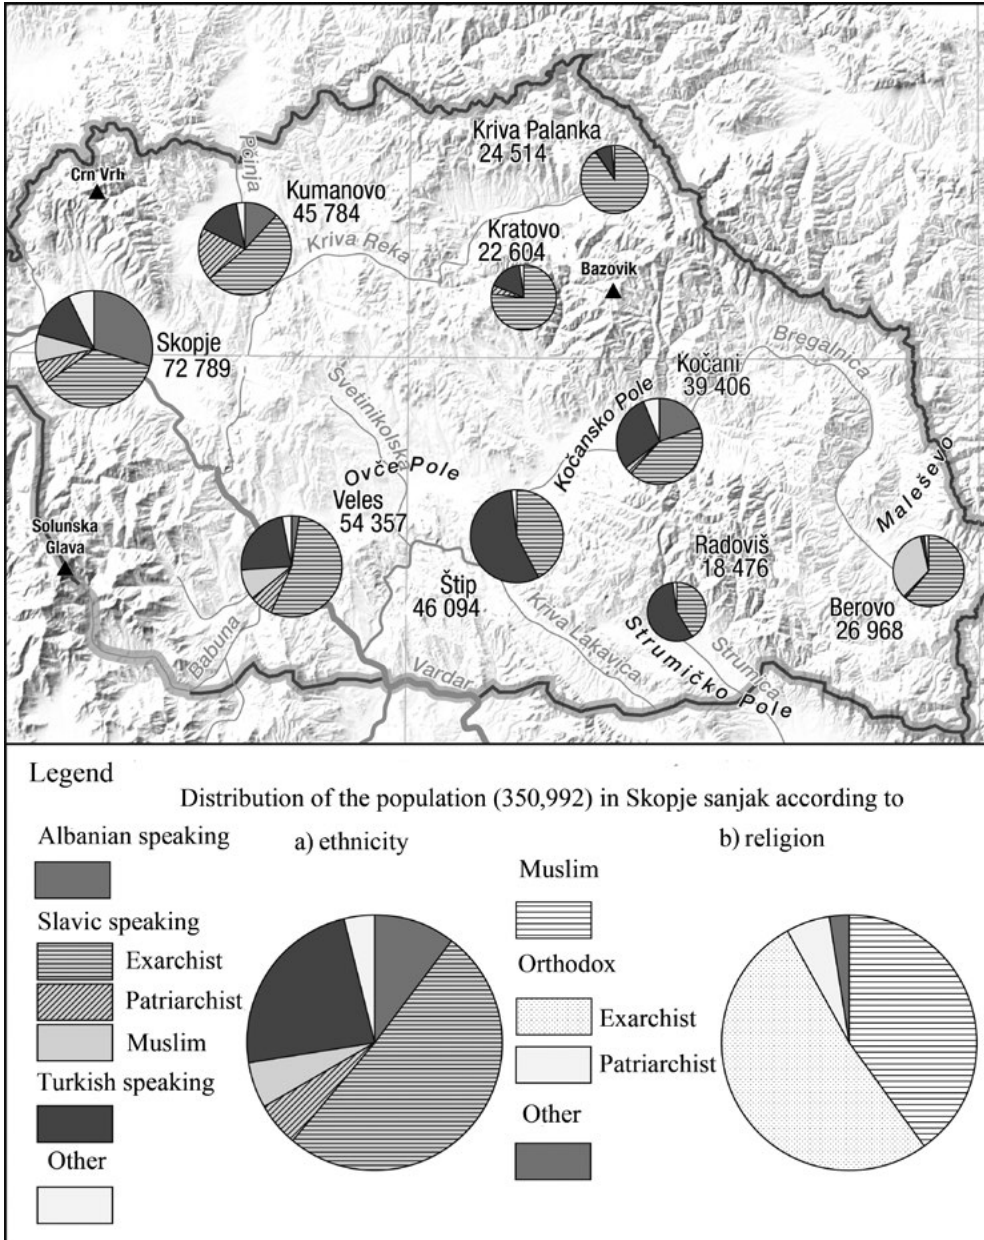 Kriva Palanka
24 514
Crn Vrh
Pčinja
Kumanovo
45 784
Kriva Reka
Kratovo
22 604
Bazovik
Skopje
72 789
Bregalnica
Kočani
39 406
Svetinikolska
Kočansko Pole
Ovče Pole
Maleševo
Veles
54 357
Solunska
Glava
Radoviš
18 476
Štip
46 094
Berovo
26 968
Kriva Lakavica
Babuna
Vardar
Strumica
Strumičko Pole
Legend
Distribution of the population (350,992) in Skopje sanjak according to
a) ethnicity
b) religion
Albanian speaking
Slavic speaking
Exarchist
Patriarchist
Muslim
Turkish speaking
Other
Muslim
Orthodox
Exarchist
Patriarchist
Other